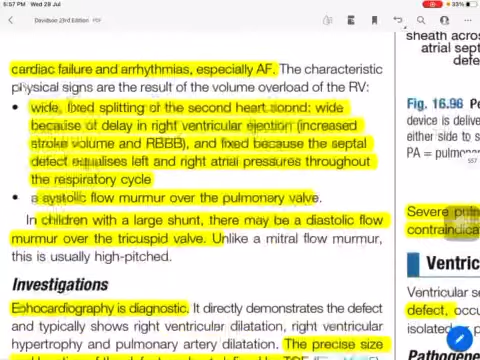 5:57 PM Wed 28 Jul
33%
Davidson 23rd Edition
cardiac failure and arrhythmias, especially AF. The characteristic
physical signs are the result of the volume overload of the RV:
• wide, fixed splitting of the second heart sound: wide
because of delay in right ventricular ejection (increased
stroke volume and RBBB), and fixed because the septal
defect equalises left and right atrial pressures throughout
the respiratory cycle
• a systolic flow murmur over the pulmonary valve.
In children with a large shunt, there may be a diastolic flow
murmur over the tricuspid valve. Unlike a mitral flow murmur,
this is usually high-pitched.
Investigations
Echocardiography is diagnostic. It directly demonstrates the defect
and typically shows right ventricular dilatation, right ventricular
hypertrophy and pulmonary artery dilatation. The precise size
sheath across
atrial sept
defe
Fig. 16.96 Pe
device is deliver
either side to s
PA = pulmon
557
Severe pul
contraindica
Ventric
Ventricular se
defect, occu
isolated or p
Pathogene